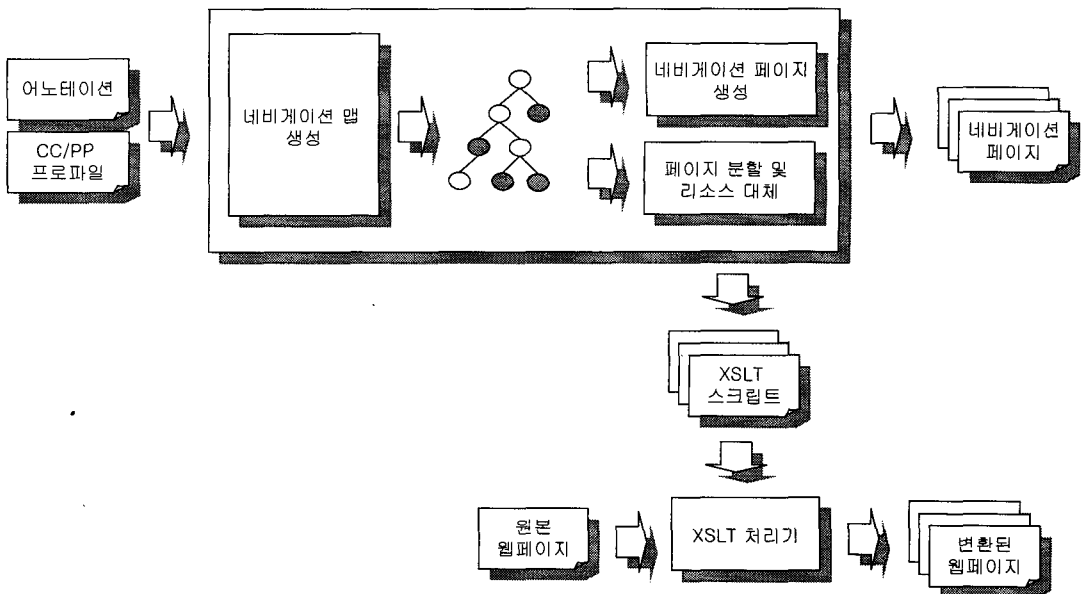 어노테이션
CC/PP
프로파일
네비게이션 맵
생성
네비게이션 페이지
생성
페이지 분할 및
리소스 대체
네비게이션
페이지
XSLT
스크립트
원본
웹페이지
XSLT 처리기
변환된
웹페이지